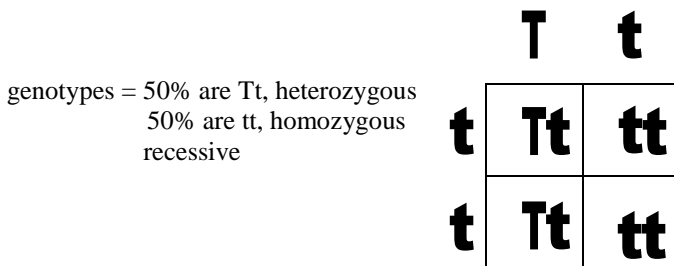 T t
genotypes = 50% are Tt, heterozygous
50% are tt, homozygous
recessive
t Tt tt
t Tt tt